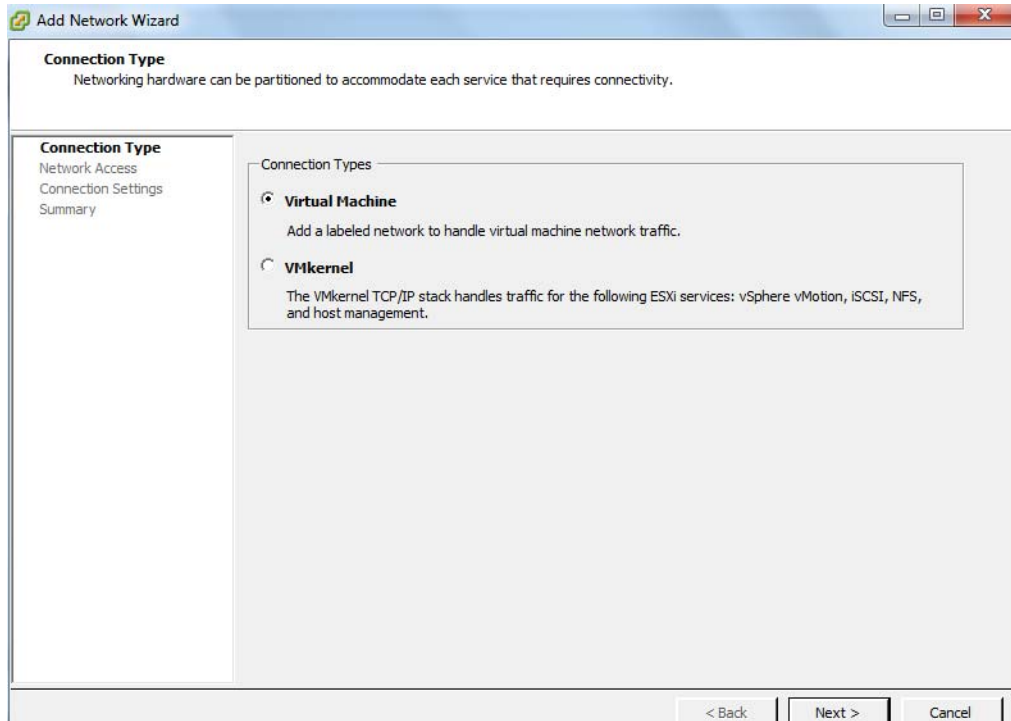 Add Network Wizard
Connection Type
Networking hardware can be partitioned to accommodate each service that requires connectivity.
Connection Type
Network Access
Connection Settings
Summary
Connection Types
Virtual Machine
Add a labeled network to handle virtual machine network traffic.
VMkernel
The VMkernel TCP/IP stack handles traffic for the following ESXi services: vSphere vMotion, iSCSI, NFS,
and host management.
< Back
Next >
Cancel